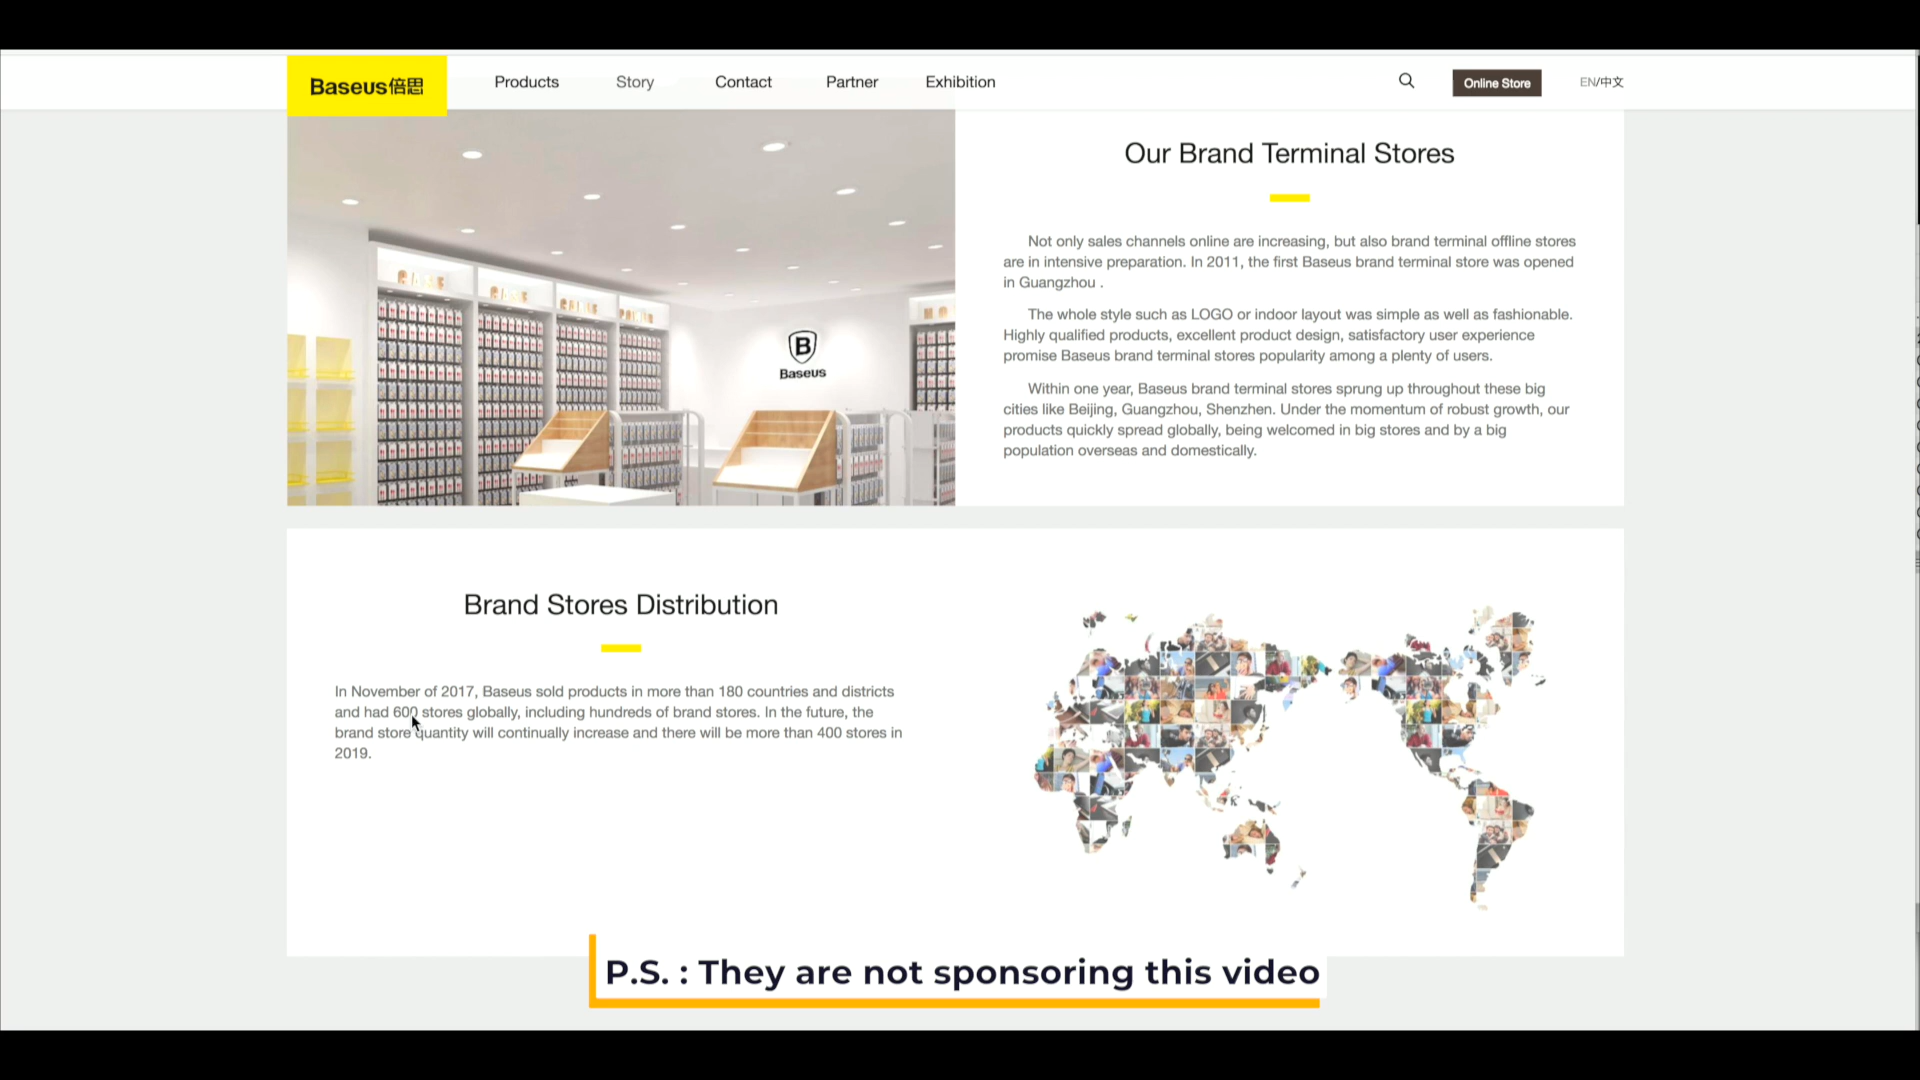 Baseus倍思
Products
Story
Contact
Partner
Exhibition
Online Store
EN/中文
Baseus
Our Brand Terminal Stores
Not only sales channels online are increasing, but also brand terminal offline stores
are in intensive preparation. In 2011, the first Baseus brand terminal store was opened
in Guangzhou .
The whole style such as LOGO or indoor layout was simple as well as fashionable.
Highly qualified products, excellent product design, satisfactory user experience
promise Baseus brand terminal stores popularity among a plenty of users.
Within one year, Baseus brand terminal stores sprung up throughout these big
cities like Beijing, Guangzhou, Shenzhen. Under the momentum of robust growth, our
products quickly spread globally, being welcomed in big stores and by a big
population overseas and domestically.
Brand Stores Distribution
In November of 2017, Baseus sold products in more than 180 countries and districts
and had 600 stores globally, including hundreds of brand stores. In the future, the
brand store quantity will continually increase and there will be more than 400 stores in
2019.
P.S. : They are not sponsoring this video